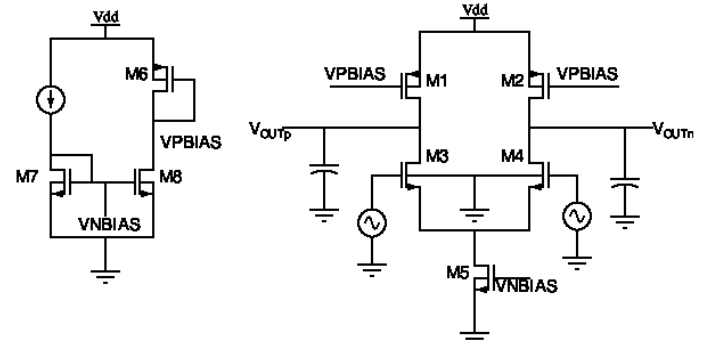 Vdd
M6
VPBIAS
M7
M8
VNBIAS
Vdd
VPBIAS
M1
M2
VPBIAS
VOUTp
VOUTn
M3
M4
M5
VNBIAS